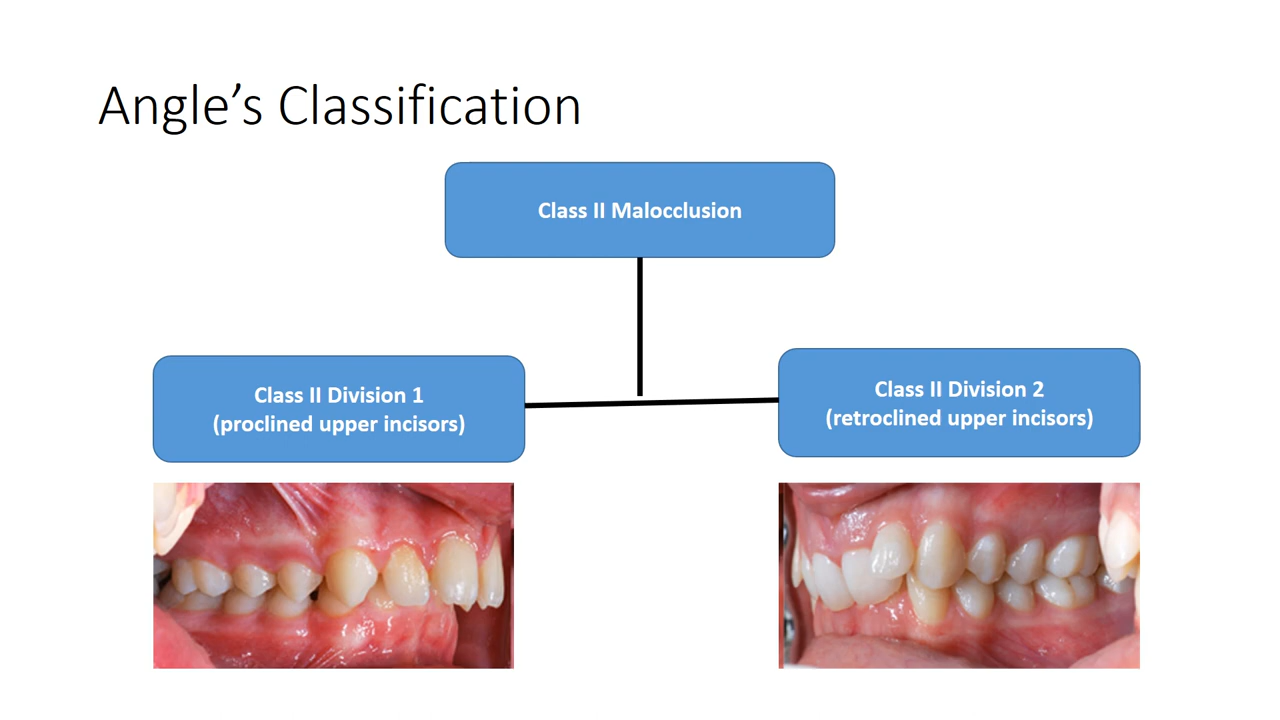 Angle’s Classification
Class II Malocclusion
Class II Division 1
(proclined upper incisors)
Class II Division 2
(retroclined upper incisors)